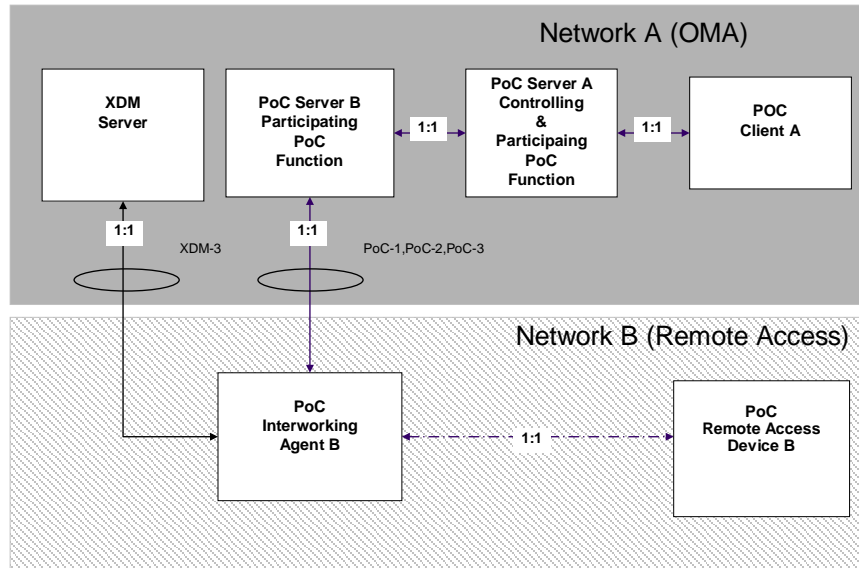 Network A (OMA)
XDM
Server
PoC Server B
Participating
PoC
Function
1:1
PoC Server A
Controlling
&
Participaing
PoC
Function
1:1
POC
Client A
1:1
XDM-3
1:1
PoC-1,PoC-2,PoC-3
Network B (Remote Access)
PoC
Interworking
Agent B
1:1
PoC
Remote Access
Device B